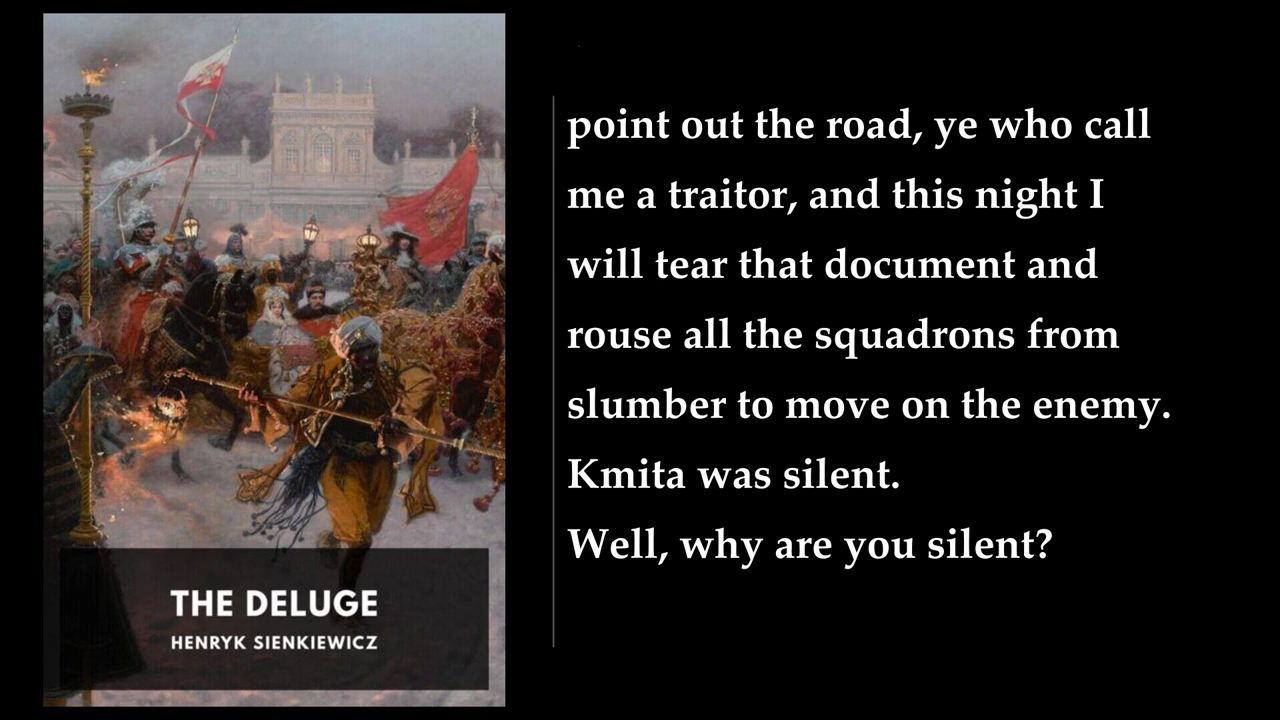 THE DELUGE
HENRYK SIENKIEWICZ
point out the road, ye who call
me a traitor, and this night I
will tear that document and
rouse all the squadrons from
slumber to move on the enemy.
Kmita was silent.
Well, why are you silent?